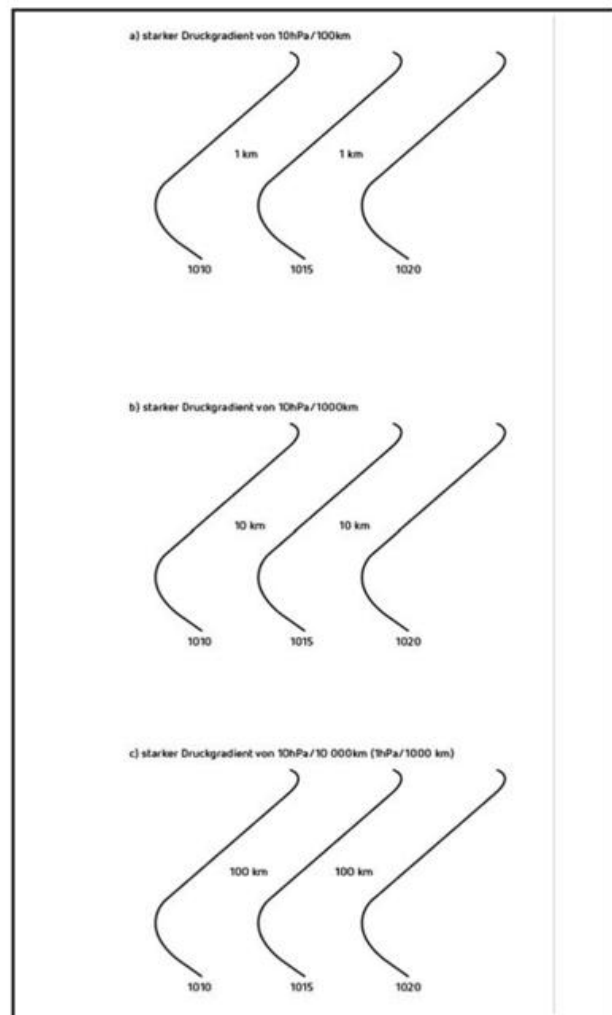 a) starker Druckgradient von 10hPa/100km
1 km 1 km
1010 1015 1020
b) starker Druckgradient von 10hPa/1000km
10 km 10 km
1010 1015 1020
c) starker Druckgradient von 10hPa/10 000km (1hPa/1000 km)
100 km 100 km
1010 1015 1020